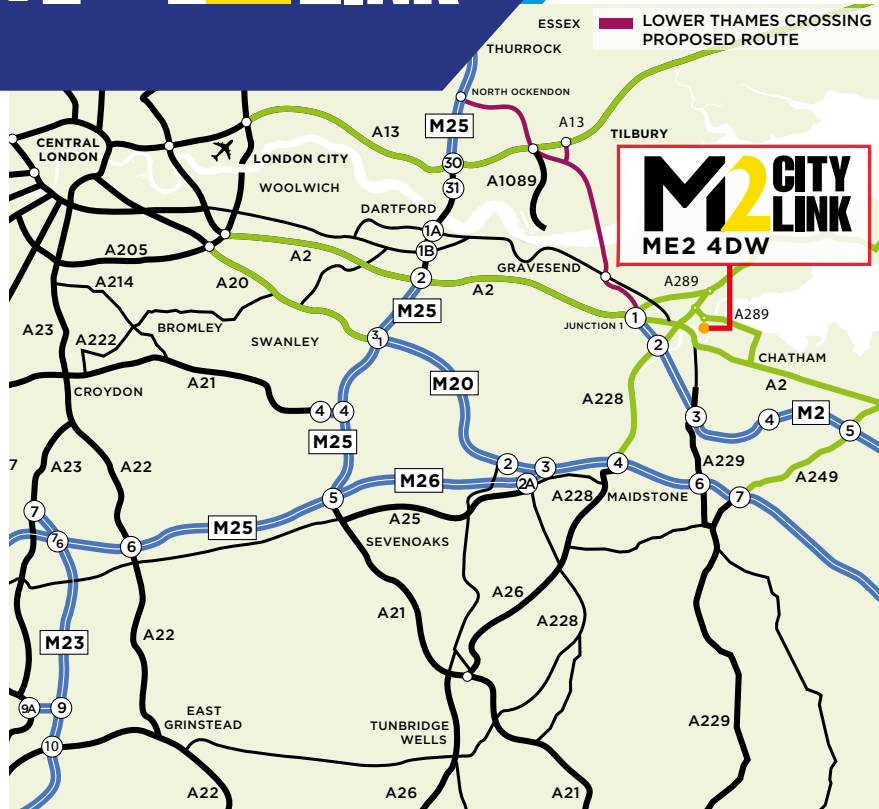 LINK
ESSEX
LOWER THAMES CROSSING
PROPOSED ROUTE
THURROCK
NORTH OCKENDON
M25
A13
A13
TILBURY
CENTRAL
LONDON
LONDON CITY
WOOLWICH
30
31
A1089
M2 CITY
LINK
ME2 4DW
DARTFORD
1A
1B
A205
A2
2
GRAVESEND
A214
A20
A2
A289
A289
M25
JUNCTION 1
1
A23
A222
BROMLEY
SWANLEY
3
1
2
CHATHAM
A2
CROYDON
A21
M20
A228
4
4
3
4
M2
5
M25
7
A23
A22
2
3
4
A229
A249
M26
2A
A228
MAIDSTONE
6
7
5
7
M25
A25
7
6
6
SEVENOAKS
A26
A21
A228
M23
A22
9A
9
EAST
GRINSTEAD
TUNBRIDGE
WELLS
A229
10
A22
A26
A21